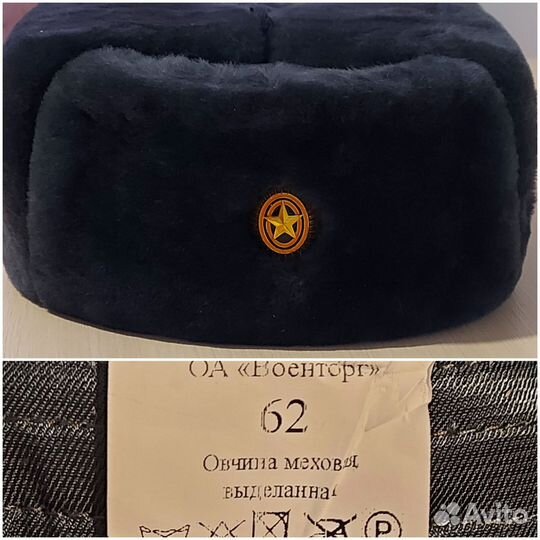 ОА «Военторг»
62
Овчина меховая
выделанная
A P
Avito